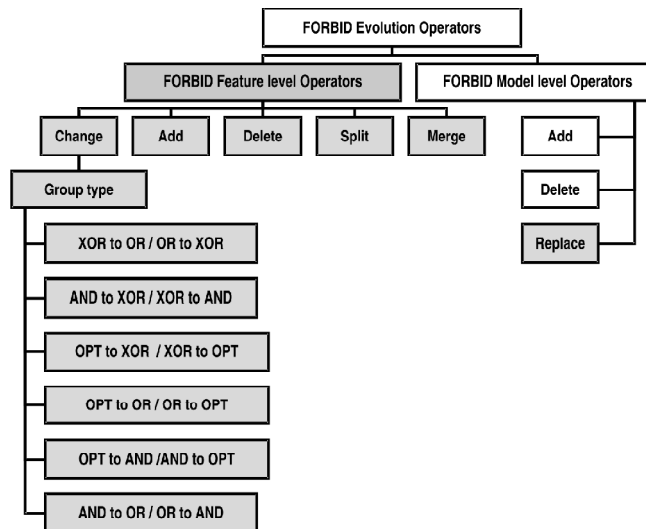 FORBID Evolution Operators
FORBID Feature level Operators
FORBID Model level Operators
Change
Add
Delete
Split
Merge
Add
Group type
Delete
XOR to OR / OR to XOR
Replace
AND to XOR / XOR to AND
OPT to XOR / XOR to OPT
OPT to OR / OR to OPT
OPT to AND /AND to OPT
AND to OR / OR to AND